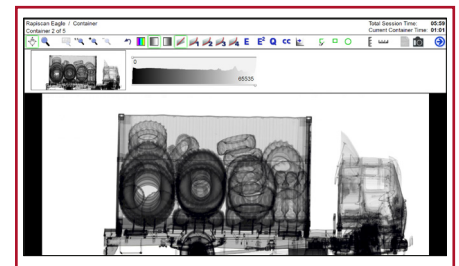 Rapiscan Eagle / Container
Container 2 of 5
Total Session Time: 05:59
Current Container Time: 01:01
E E² Q cc
0
65535